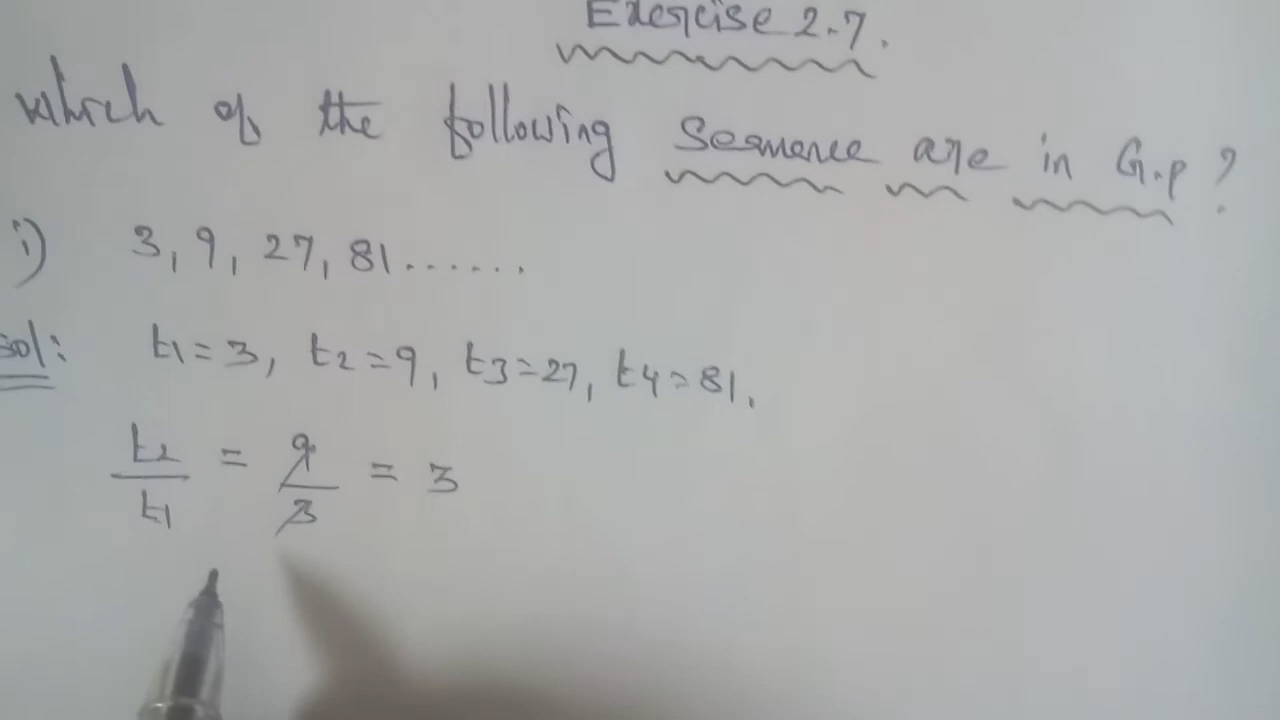 Exercise 2.7.
Which of the following Sequence are in G.P ?
i) 3, 9, 27, 81......
Sol: t1=3, t2=9, t3=27, t4=81.
t2/t1 = 9/3 = 3